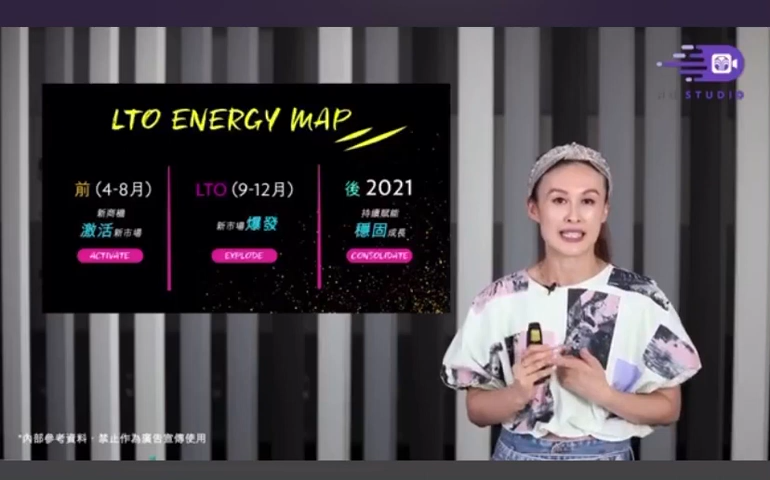 LTO ENERGY MAP
前 (4-8月)
新商機
激活新市場
ACTIVATE
LTO (9-12月)
新市場爆發
EXPLODE
後 2021
持續賦能
穩固成長
CONSOLIDATE
STUDIO
*內部參考資料，禁止作為廣告宣傳使用